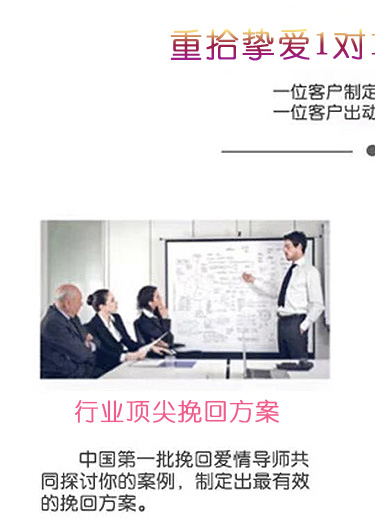 重拾挚爱1对
一位客户制定
一位客户出动
行业顶尖挽回方案
中国第一批挽回爱情导师共
同探讨你的案例，制定出最有效
的挽回方案。